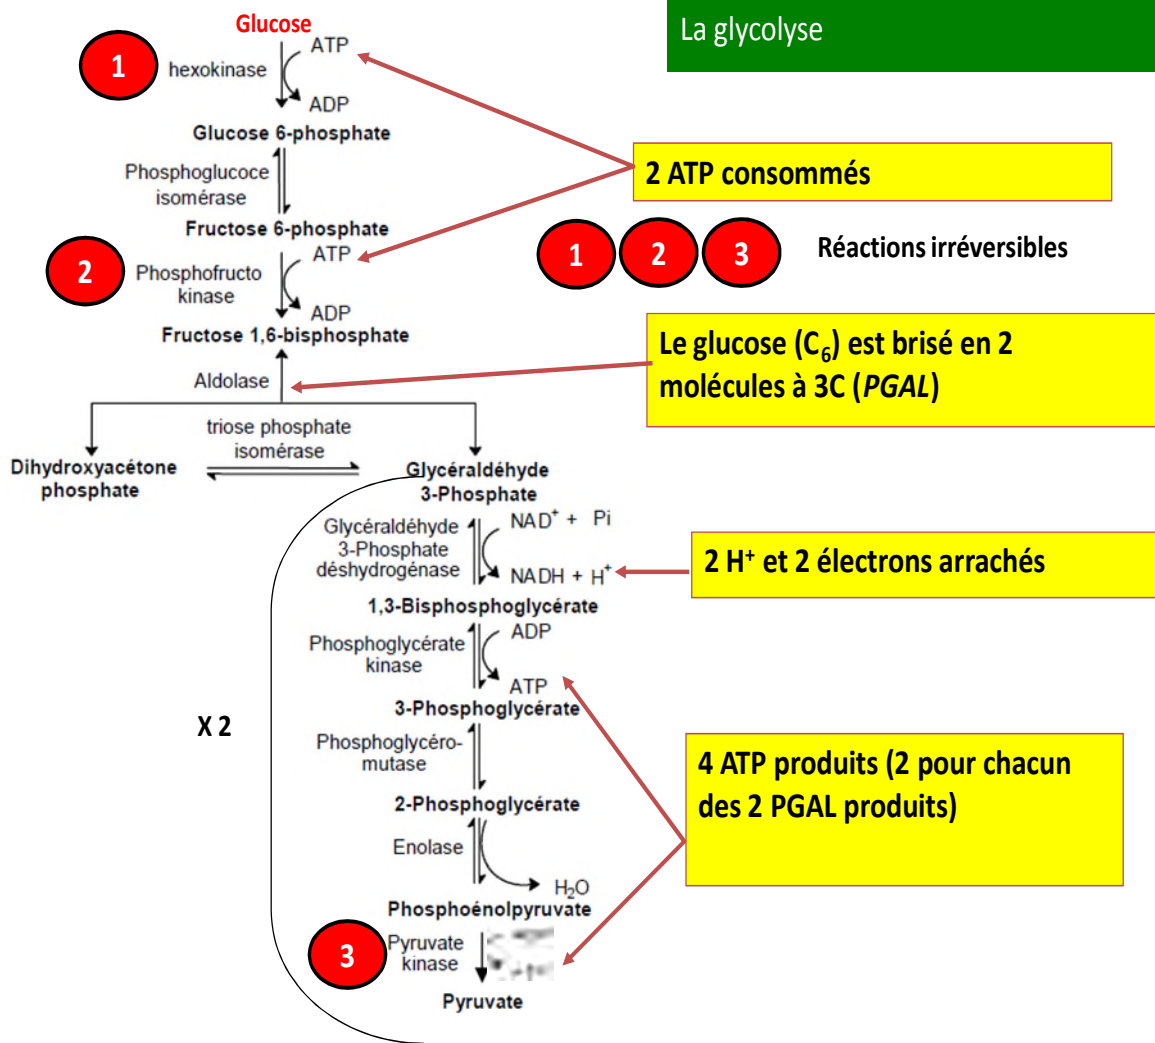 La glycolyse
Glucose
1
hexokinase
ATP
ADP
Glucose 6-phosphate
Phosphoglucoce
isomérase
2 ATP consommés
Fructose 6-phosphate
2
Phosphofructo
kinase
ATP
ADP
1 2 3 Réactions irréversibles
Fructose 1,6-bisphosphate
Aldolase
Le glucose (C₆) est brisé en 2
molécules à 3C (PGAL)
triose phosphate
isomérase
Dihydroxyacétone
phosphate
Glycéraldéhyde
3-Phosphate
Glycéraldéhyde
3-Phosphate
déshydrogénase
NAD⁺ + Pi
NADH + H⁺
2 H⁺ et 2 électrons arrachés
1,3-Bisphosphoglycérate
Phosphoglycérate
kinase
ADP
ATP
3-Phosphoglycérate
X 2
Phosphoglycéro-
mutase
4 ATP produits (2 pour chacun
des 2 PGAL produits)
2-Phosphoglycérate
Enolase
H₂O
Phosphoénolpyruvate
3
Pyruvate
kinase
Pyruvate